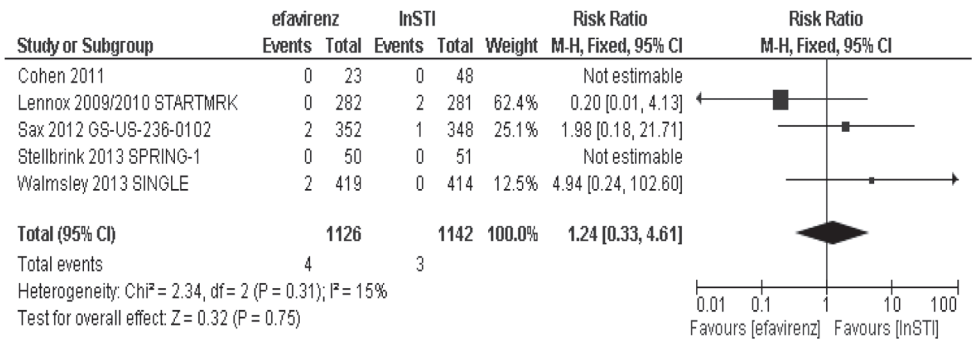 efavirenz InSTI Risk Ratio Risk Ratio
Study or Subgroup Events Total Events Total Weight M-H, Fixed, 95% CI M-H, Fixed, 95% CI
Cohen 2011 0 23 0 48 Not estimable
Lennox 2009/2010 STARTMRK 0 282 2 281 62.4% 0.20 [0.01, 4.13]
Sax 2012 GS-US-236-0102 2 352 1 348 25.1% 1.98 [0.18, 21.71]
Stellbrink 2013 SPRING-1 0 50 0 51 Not estimable
Walmsley 2013 SINGLE 2 419 0 414 12.5% 4.94 [0.24, 102.60]
Total (95% CI) 1126 1142 100.0% 1.24 [0.33, 4.61]
Total events 4 3
Heterogeneity: Chi² = 2.34, df = 2 (P = 0.31); I² = 15%
Test for overall effect: Z = 0.32 (P = 0.75)
0.01 0.1 1 10 100
Favours [efavirenz] Favours [InSTI]